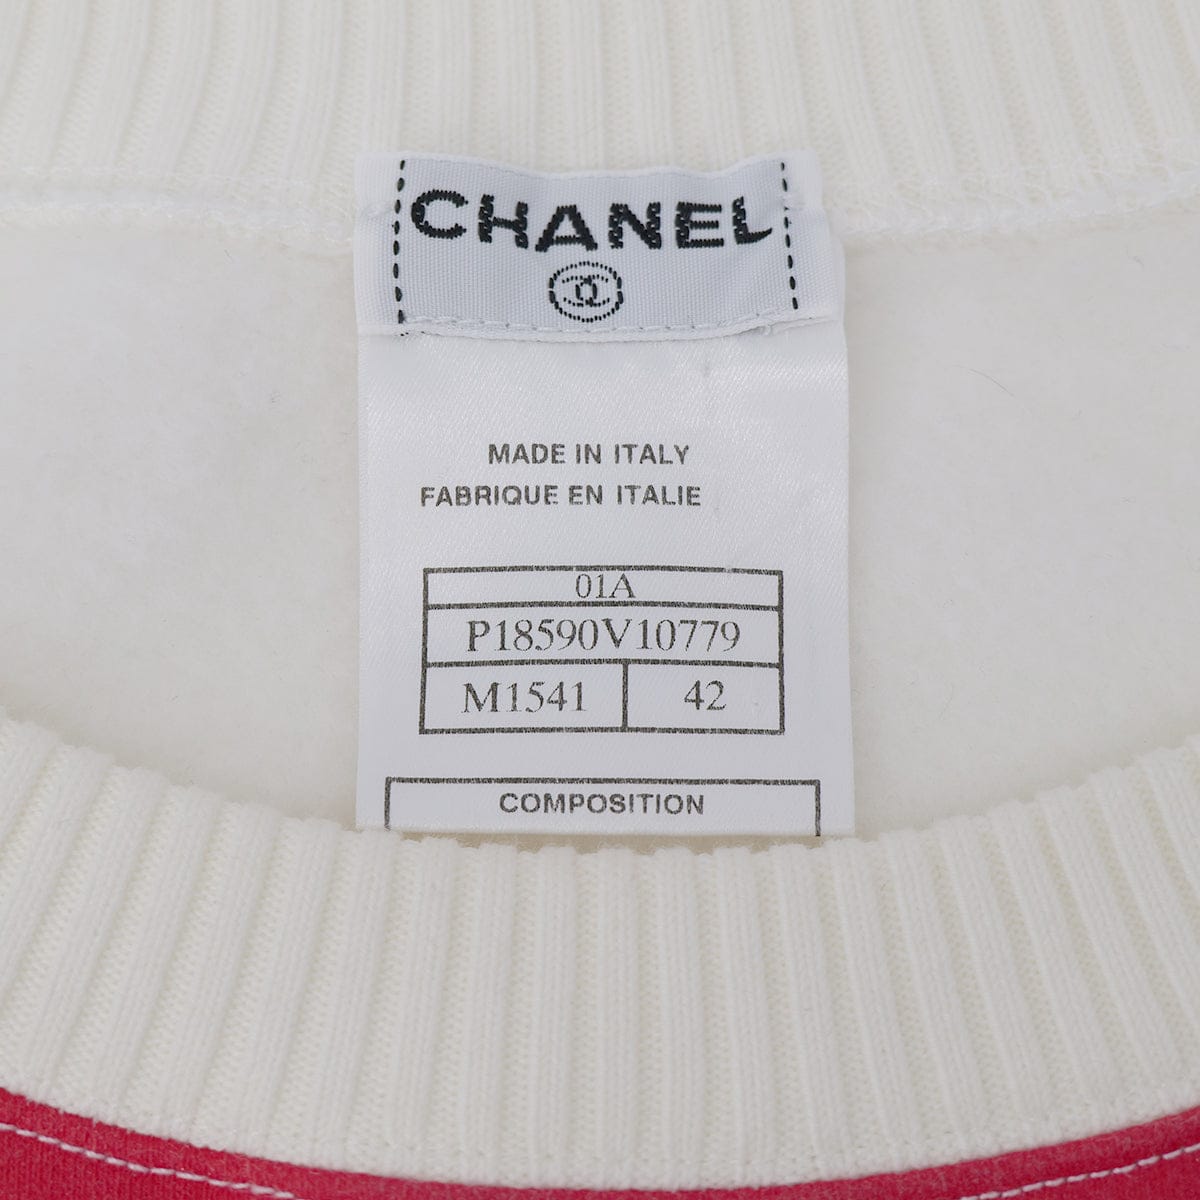 CHANEL
MADE IN ITALY
FABRIQUE EN ITALIE
01A
P18590V10779
M1541 42
COMPOSITION